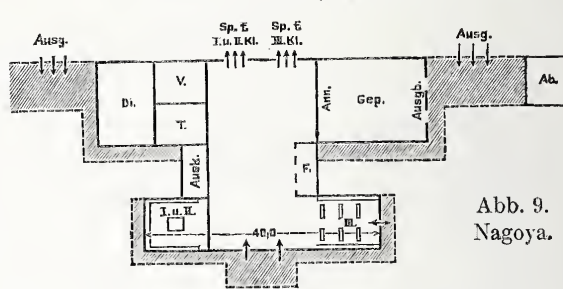 Sp. f. Sp. f.
Ausg. I. u. II. Kl. III. Kl. Ausg.
Di. V. Ann. Gep. Ausgb. Ab.
T.
Ausk. F.
I. u. II. III.
40,0
Abb. 9.
Nagoya.